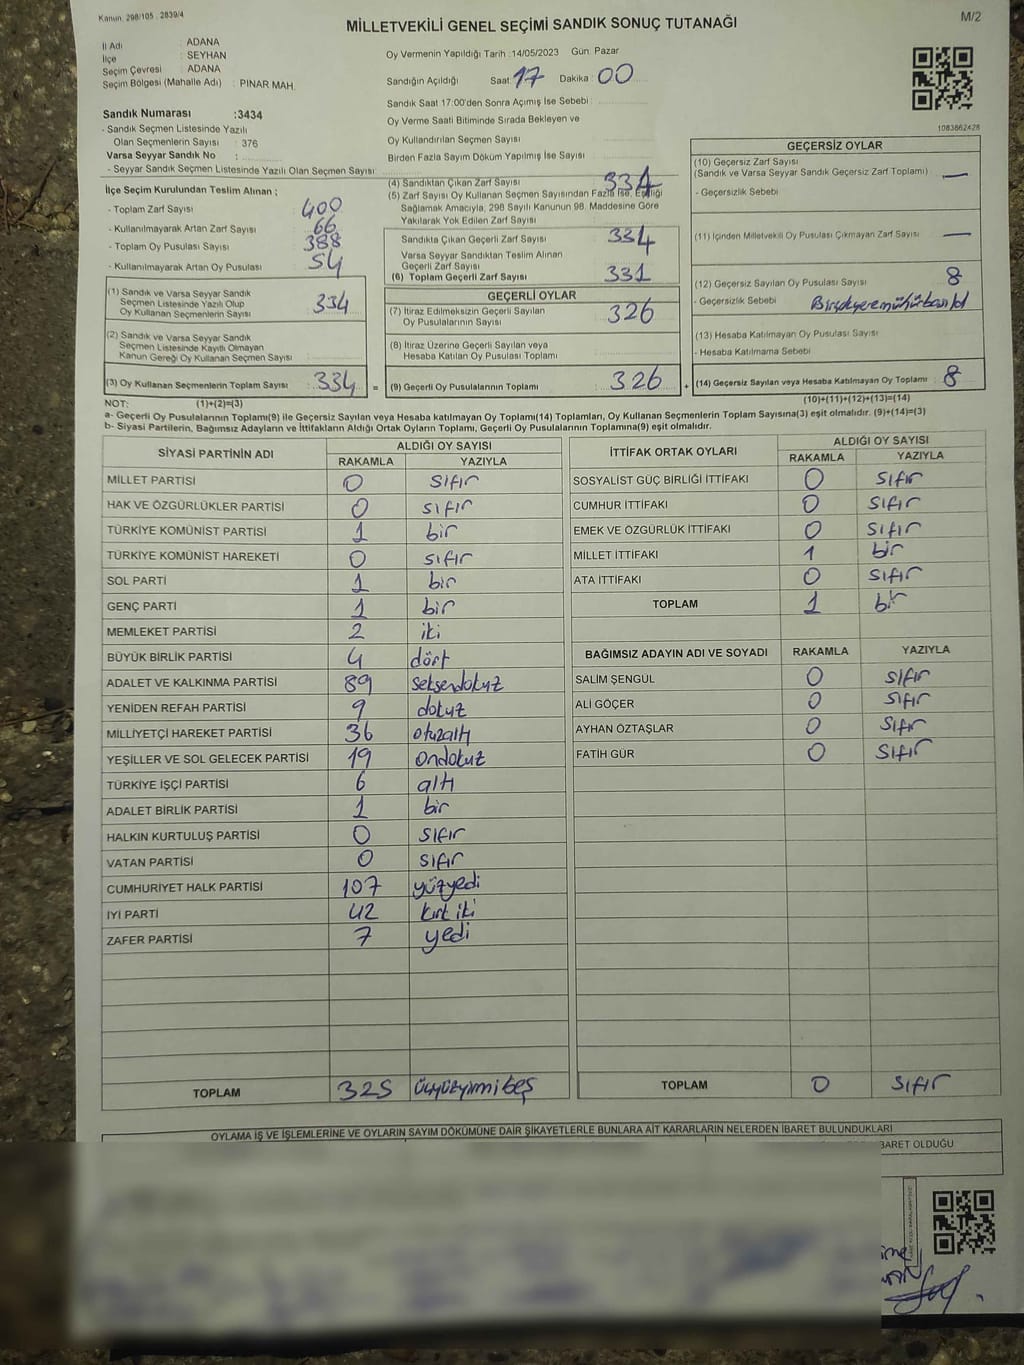 Kanun: 298/105 , 2839/4
MİLLETVEKİLİ GENEL SEÇİMİ SANDIK SONUÇ TUTANAĞI
M/2
İl Adı : ADANA
İlçe : SEYHAN
Seçim Çevresi : ADANA
Seçim Bölgesi (Mahalle Adı) : PINAR MAH.
Oy Vermenin Yapıldığı Tarih :14/05/2023 Gün: Pazar
Sandığın Açıldığı Saat 17 Dakika 00
Sandık Saat 17:00'den Sonra Açılmış İse Sebebi :
Oy Verme Saati Bitiminde Sırada Bekleyen ve
Oy Kullandırılan Seçmen Sayısı
Birden Fazla Sayım Döküm Yapılmış İse Sayısı
1083862428
Sandık Numarası :3434
- Sandık Seçmen Listesinde Yazılı
Olan Seçmenlerin Sayısı : 376
Varsa Seyyar Sandık No :
- Seyyar Sandık Seçmen Listesinde Yazılı Olan Seçmen Sayısı
İlçe Seçim Kurulundan Teslim Alınan ;
- Toplam Zarf Sayısı 400
- Kullanılmayarak Artan Zarf Sayısı 66
- Toplam Oy Pusulası Sayısı 388
- Kullanılmayarak Artan Oy Pusulası 54
(1) Sandık ve Varsa Seyyar Sandık
Seçmen Listesinde Yazılı Olup
Oy Kullanan Seçmenlerin Sayısı 334
(2) Sandık ve Varsa Seyyar Sandık
Seçmen Listesinde Kayıtlı Olmayan
Kanun Gereği Oy Kullanan Seçmen Sayısı
(3) Oy Kullanan Seçmenlerin Toplam Sayısı 334 =
(4) Sandıktan Çıkan Zarf Sayısı 334
(5) Zarf Sayısı Oy Kullanan Seçmen Sayısından Fazla İse, Eşitliği
Sağlamak Amacıyla, 298 Sayılı Kanunun 98. Maddesine Göre
Yakılarak Yok Edilen Zarf Sayısı
Sandıkta Çıkan Geçerli Zarf Sayısı 334
Varsa Seyyar Sandıktan Teslim Alınan
Geçerli Zarf Sayısı
(6) Toplam Geçerli Zarf Sayısı 331
GEÇERLİ OYLAR
(7) İtiraz Edilmeksizin Geçerli Sayılan
Oy Pusulalarının Sayısı 326
(8) İtiraz Üzerine Geçerli Sayılan veya
Hesaba Katılan Oy Pusulası Toplamı
(9) Geçerli Oy Pusulalarının Toplamı 326 +
GEÇERSİZ OYLAR
(10) Geçersiz Zarf Sayısı
(Sandık ve Varsa Seyyar Sandık Geçersiz Zarf Toplamı) —
- Geçersizlik Sebebi
(11) İçinden Milletvekili Oy Pusulası Çıkmayan Zarf Sayısı —
(12) Geçersiz Sayılan Oy Pusulası Sayısı 8
- Geçersizlik Sebebi
(13) Hesaba Katılmayan Oy Pusulası Sayısı
- Hesaba Katılmama Sebebi
(14) Geçersiz Sayılan veya Hesaba Katılmayan Oy Toplamı 8
NOT: (1)+(2)=(3)
(10)+(11)+(12)+(13)=(14)
a- Geçerli Oy Pusulalarının Toplamı(9) ile Geçersiz Sayılan veya Hesaba katılmayan Oy Toplamı(14) Toplamları, Oy Kullanan Seçmenlerin Toplam Sayısına(3) eşit olmalıdır. (9)+(14)=(3)
b- Siyasi Partilerin, Bağımsız Adayların ve İttifakların Aldığı Ortak Oyların Toplamı, Geçerli Oy Pusulalarının Toplamına(9) eşit olmalıdır.
SİYASİ PARTİNİN ADI
ALDIĞI OY SAYISI
RAKAMLA YAZIYLA
MİLLET PARTİSİ 0 sıfır
HAK VE ÖZGÜRLÜKLER PARTİSİ 0 sıfır
TÜRKİYE KOMÜNİST PARTİSİ 1 bir
TÜRKİYE KOMÜNİST HAREKETİ 0 sıfır
SOL PARTİ 1 bir
GENÇ PARTİ 1 bir
MEMLEKET PARTİSİ 2 iki
BÜYÜK BİRLİK PARTİSİ 4 dört
ADALET VE KALKINMA PARTİSİ 89 seksendokuz
YENİDEN REFAH PARTİSİ 9 dokuz
MİLLİYETÇİ HAREKET PARTİSİ 36 otuzaltı
YEŞİLLER VE SOL GELECEK PARTİSİ 19 ondokuz
TÜRKİYE İŞÇİ PARTİSİ 6 altı
ADALET BİRLİK PARTİSİ 1 bir
HALKIN KURTULUŞ PARTİSİ 0 sıfır
VATAN PARTİSİ 0 sıfır
CUMHURİYET HALK PARTİSİ 107 yüzyedi
İYİ PARTİ 42 kırk iki
ZAFER PARTİSİ 7 yedi
TOPLAM 325 üçyüzyirmibeş
İTTİFAK ORTAK OYLARI
ALDIĞI OY SAYISI
RAKAMLA YAZIYLA
SOSYALİST GÜÇ BİRLİĞİ İTTİFAKI 0 sıfır
CUMHUR İTTİFAKI 0 sıfır
EMEK VE ÖZGÜRLÜK İTTİFAKI 0 sıfır
MİLLET İTTİFAKI 1 bir
ATA İTTİFAKI 0 sıfır
TOPLAM 1 bir
BAĞIMSIZ ADAYIN ADI VE SOYADI RAKAMLA YAZIYLA
SALİM ŞENGÜL 0 sıfır
ALİ GÖÇER 0 sıfır
AYHAN ÖZTAŞLAR 0 sıfır
FATİH GÜR 0 sıfır
TOPLAM 0 sıfır
OYLAMA İŞ VE İŞLEMLERİNE VE OYLARIN SAYIM DÖKÜMÜNE DAİR ŞİKAYETLERLE BUNLARA AİT KARARLARIN NELERDEN İBARET BULUNDUKLARI
BARET OLDUĞU